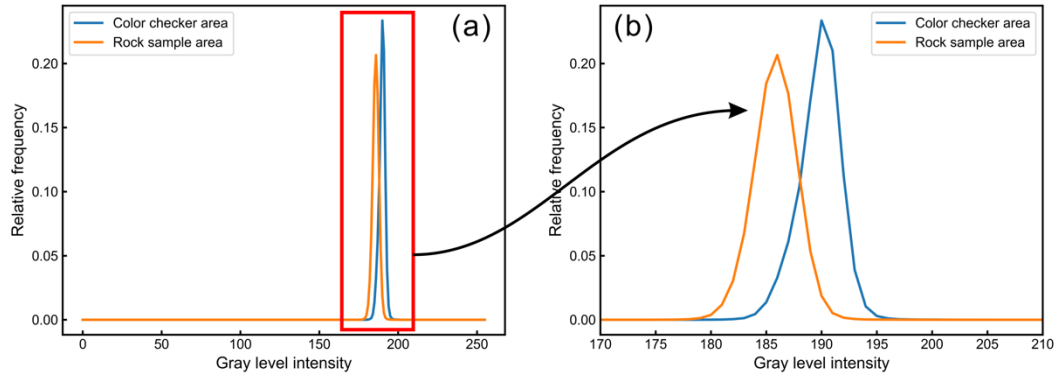 (a)
Color checker area
Rock sample area
Relative frequency
0.20
0.15
0.10
0.05
0.00
0 50 100 150 200 250
Gray level intensity
(b)
Color checker area
Rock sample area
Relative frequency
0.20
0.15
0.10
0.05
0.00
170 175 180 185 190 195 200 205 210
Gray level intensity